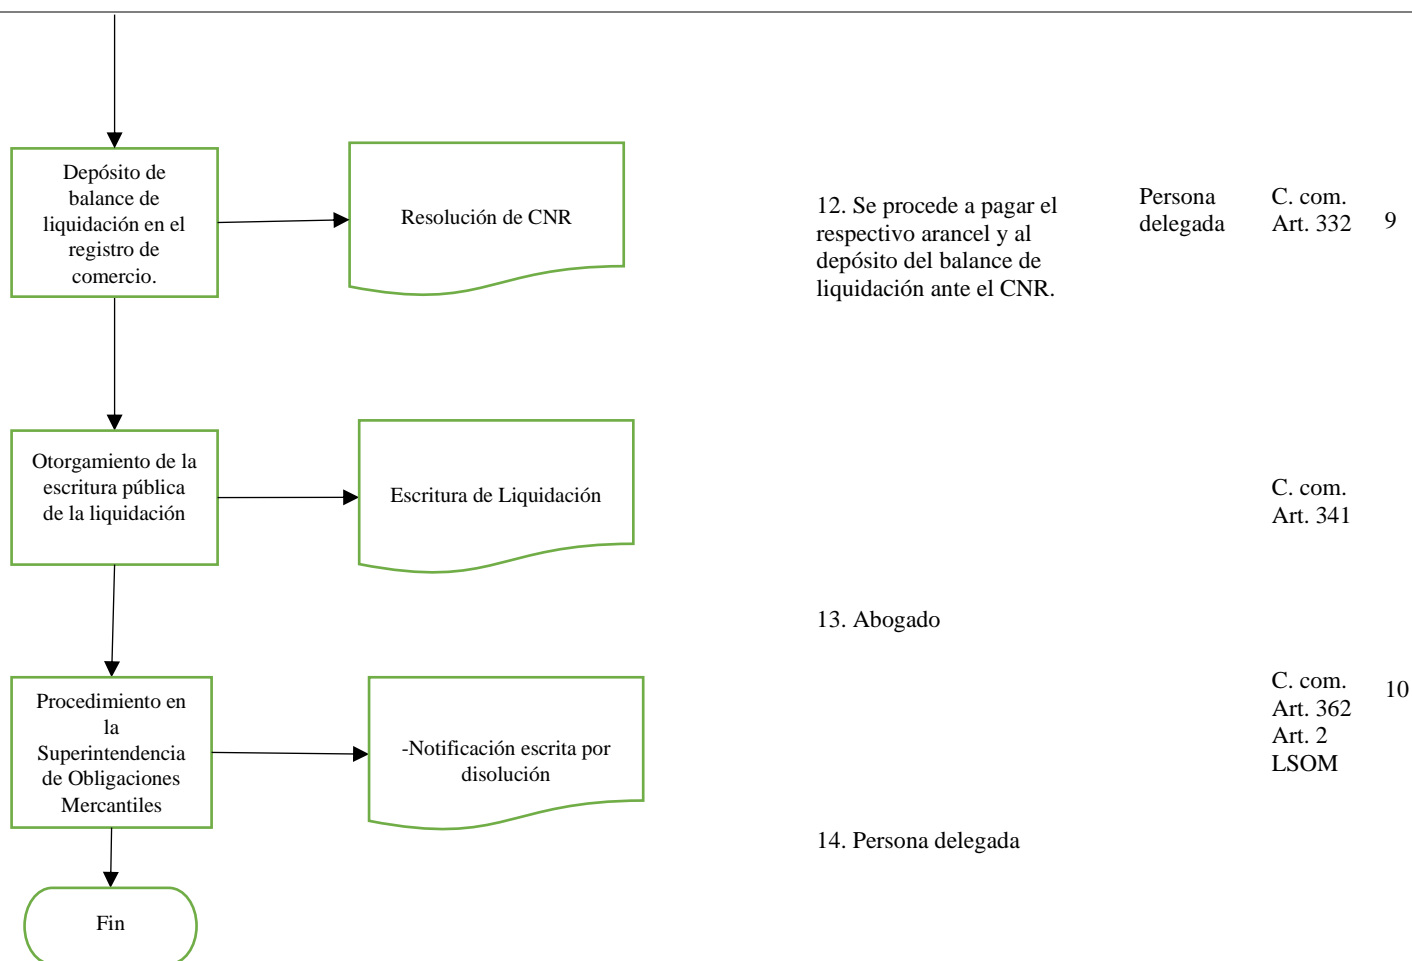 Depósito de
balance de
liquidación en el
registro de
comercio.
Resolución de CNR
12. Se procede a pagar el
respectivo arancel y al
depósito del balance de
liquidación ante el CNR.
Persona
delegada
C. com.
Art. 332
9
Otorgamiento de la
escritura pública
de la liquidación
Escritura de Liquidación
C. com.
Art. 341
13. Abogado
Procedimiento en
la
Superintendencia
de Obligaciones
Mercantiles
-Notificación escrita por
disolución
C. com.
Art. 362
Art. 2
LSOM
10
14. Persona delegada
Fin